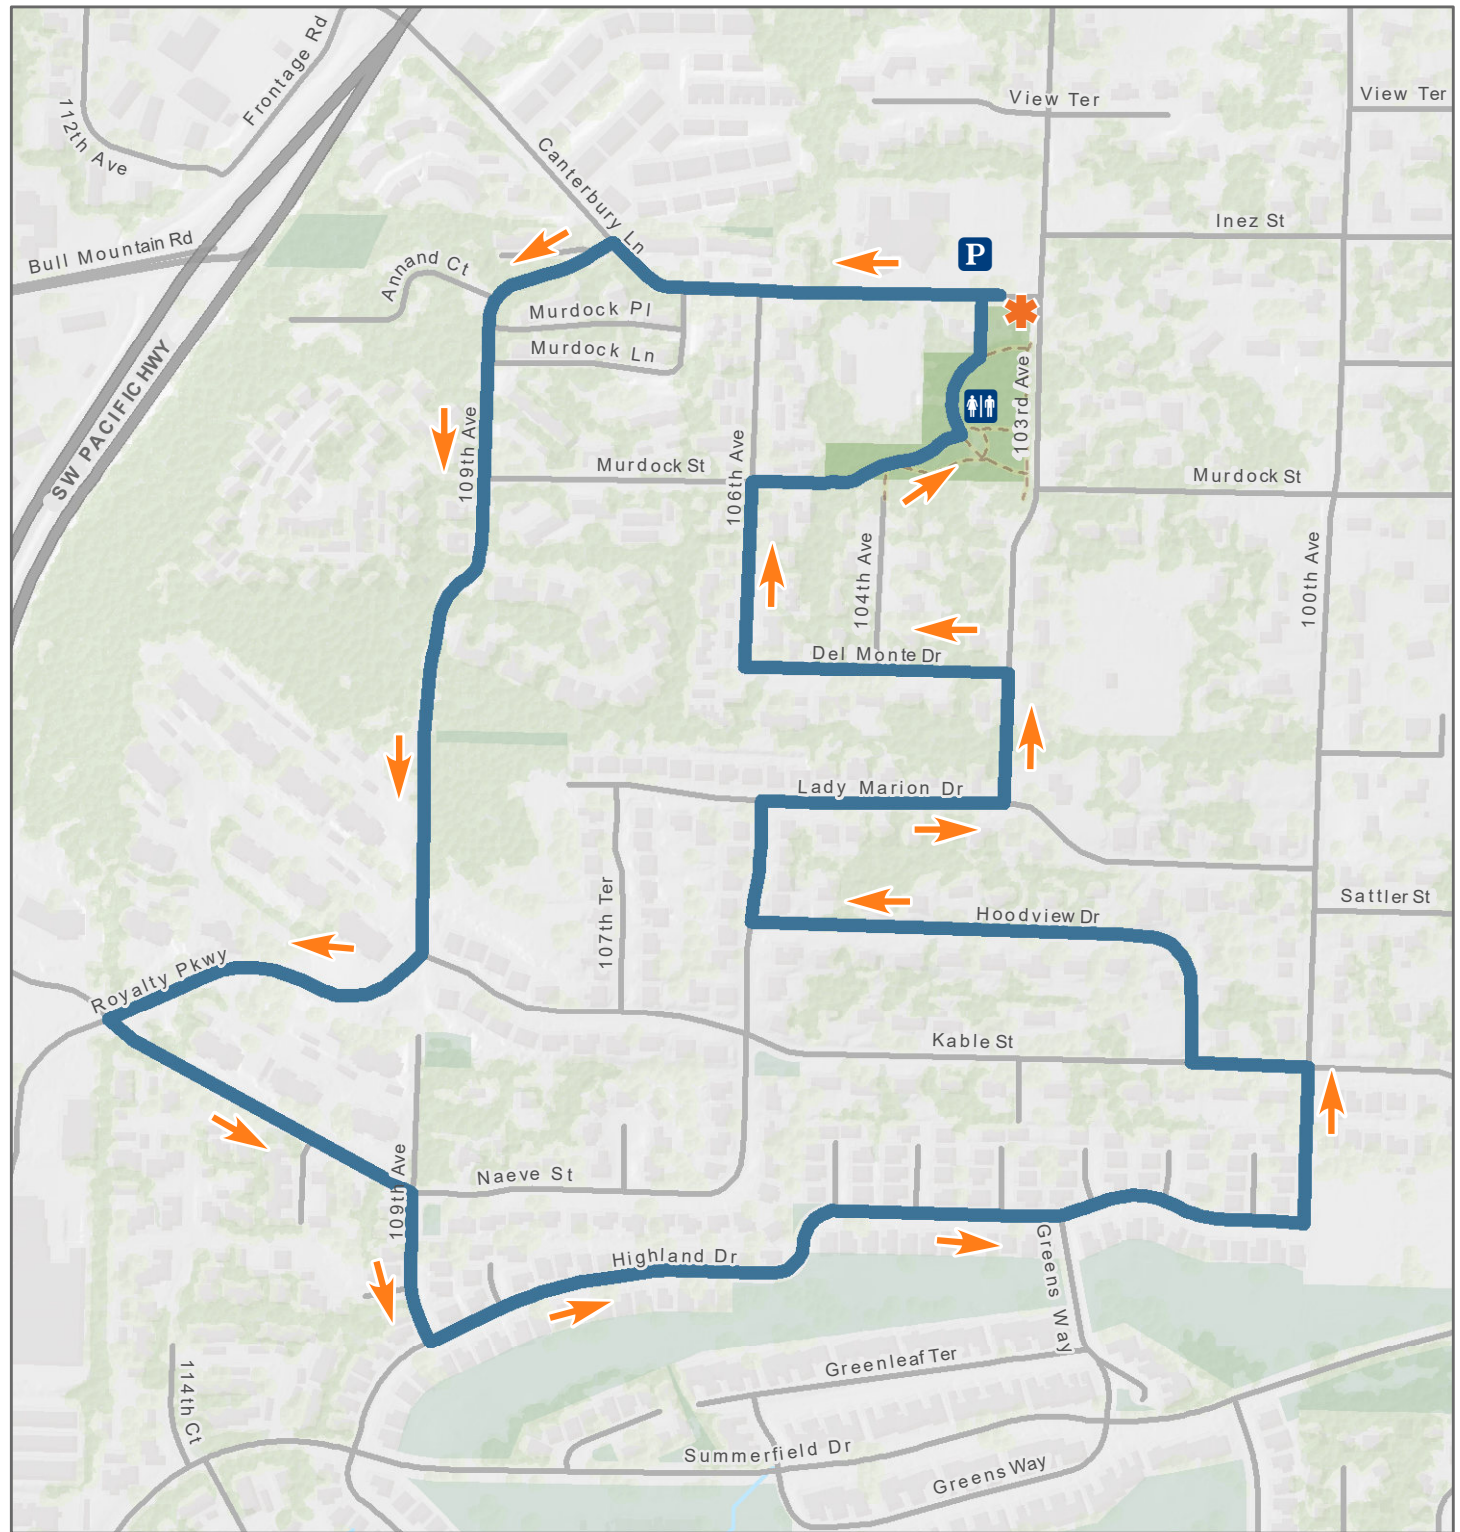 Frontage Rd
View Ter
View Ter
112th Ave
Canterbury Ln
Inez St
Bull Mountain Rd
P
Annand Ct
Murdock Pl
Murdock Ln
SW PACIFIC HWY
103rd Ave
109th Ave
106th Ave
Murdock St
Murdock St
104th Ave
100th Ave
Del Monte Dr
Lady Marion Dr
107th Ter
Sattler St
Hoodview Dr
Royalty Pkwy
Kable St
109th Ave
Naeve St
Highland Dr
Greens Way
Greenleaf Ter
114th Ct
Summerfield Dr
Greens Way